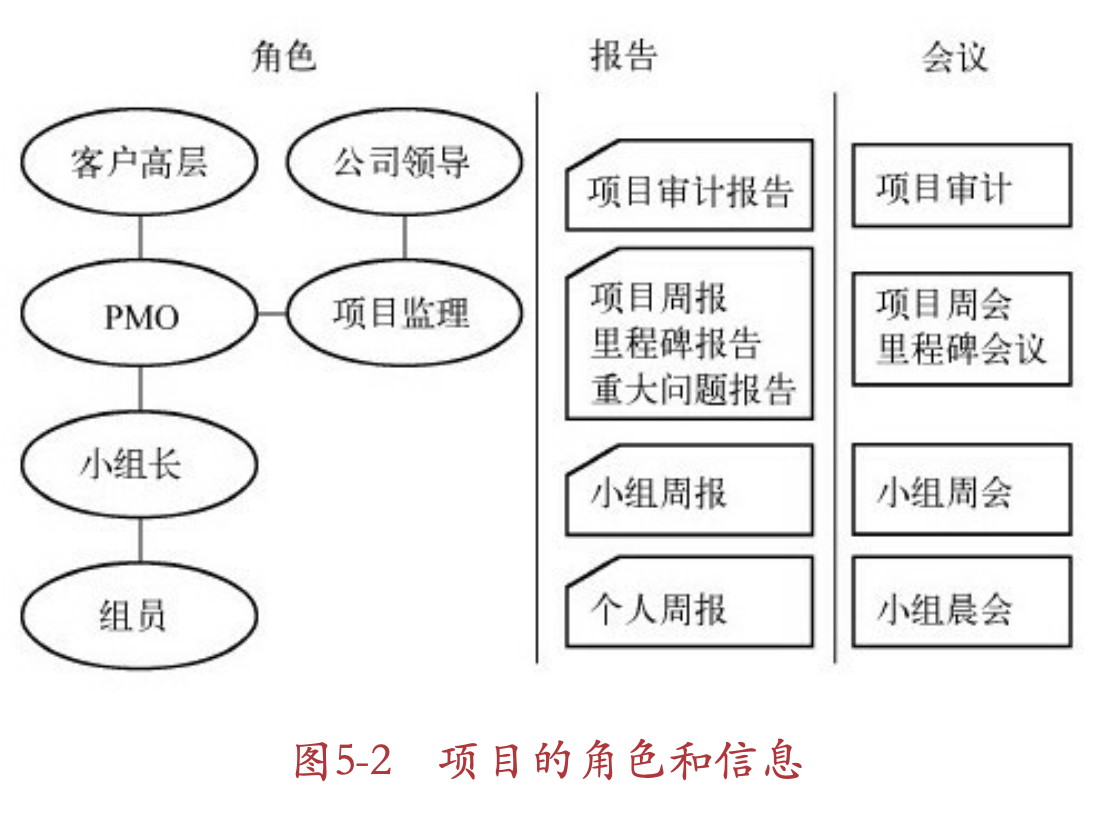 角色
报告
会议
客户高层
公司领导
项目审计报告
项目审计
PMO
项目监理
项目周报
里程碑报告
重大问题报告
项目周会
里程碑会议
小组长
小组周报
小组周会
组员
个人周报
小组晨会
图5-2 项目的角色和信息